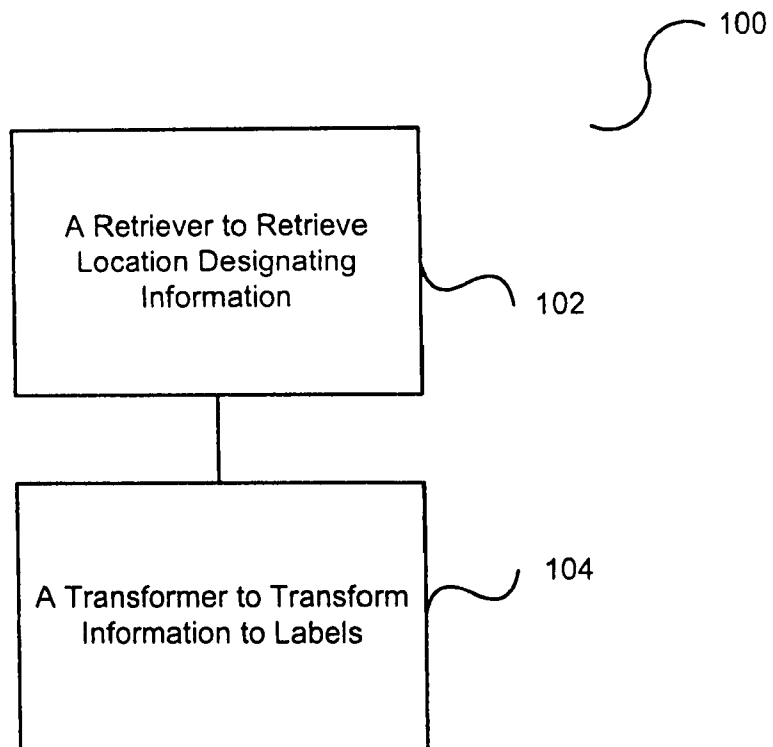 100
A Retriever to Retrieve
Location Designating
Information
102
104
A Transformer to Transform
Information to Labels